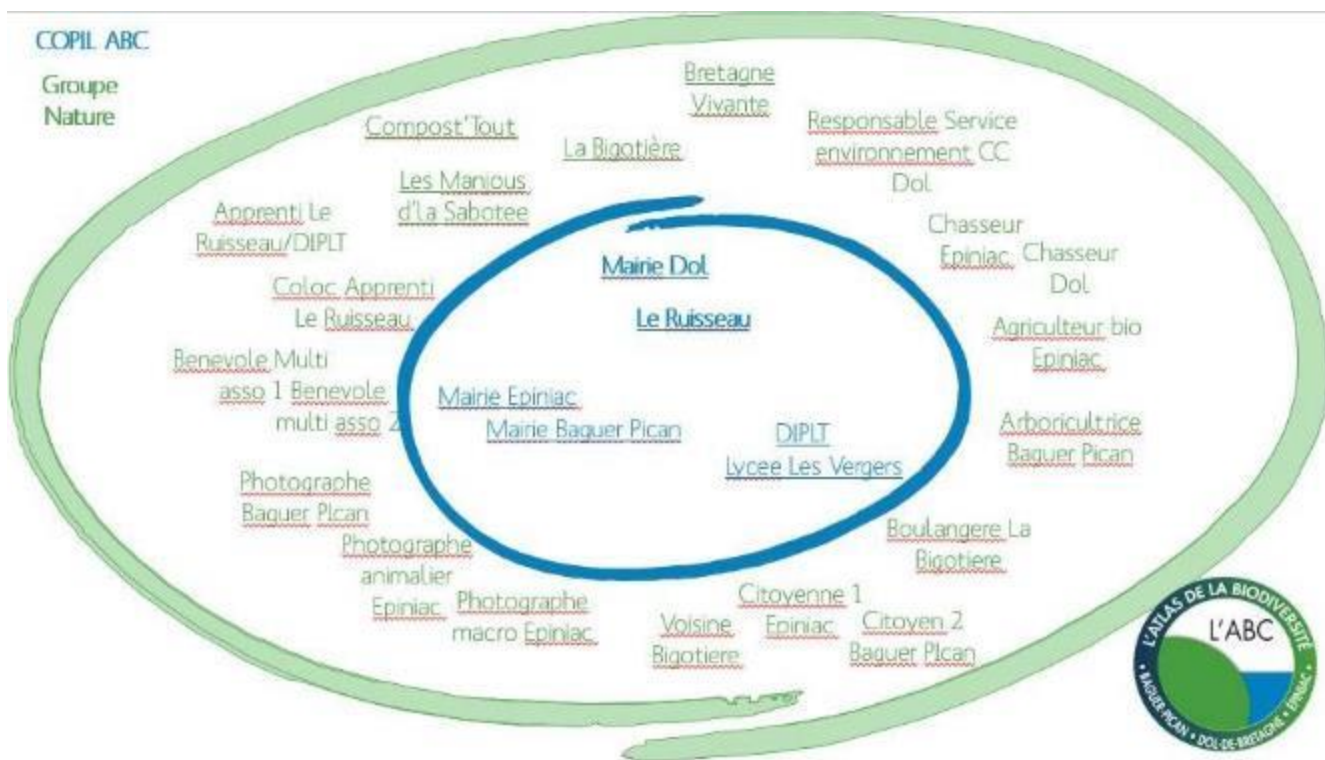 COPIL ABC
Groupe
Nature
Bretagne
Vivante
Compost'Tout
La Bigotière
Responsable Service
environnement CC
Dol
Les Manious
d'la Sabotee
Apprenti Le
Ruisseau/DIPLT
Chasseur
Epiniac
Chasseur
Dol
Mairie Dol
Coloc Apprenti
Le Ruisseau
Le Ruisseau
Agriculteur bio
Epiniac
Benevole Multi
asso 1 Benevole
multi asso 2
Mairie Epiniac
Mairie Baguer Pican
DIPLT
Lycee Les Vergers
Arboricultrice
Baguer Pican
Photographe
Baguer PIcan
Photographe
animalier
Epiniac
Photographe
macro Epiniac
Boulangere La
Bigotiere
Voisine
Bigotiere
Citoyenne 1
Epiniac
Citoyen 2
Baguer PIcan
L'ATLAS DE LA BIODIVERSITÉ
L'ABC
• BAGUER-PICAN • DOL-DE-BRETAGNE • EPINIAC •